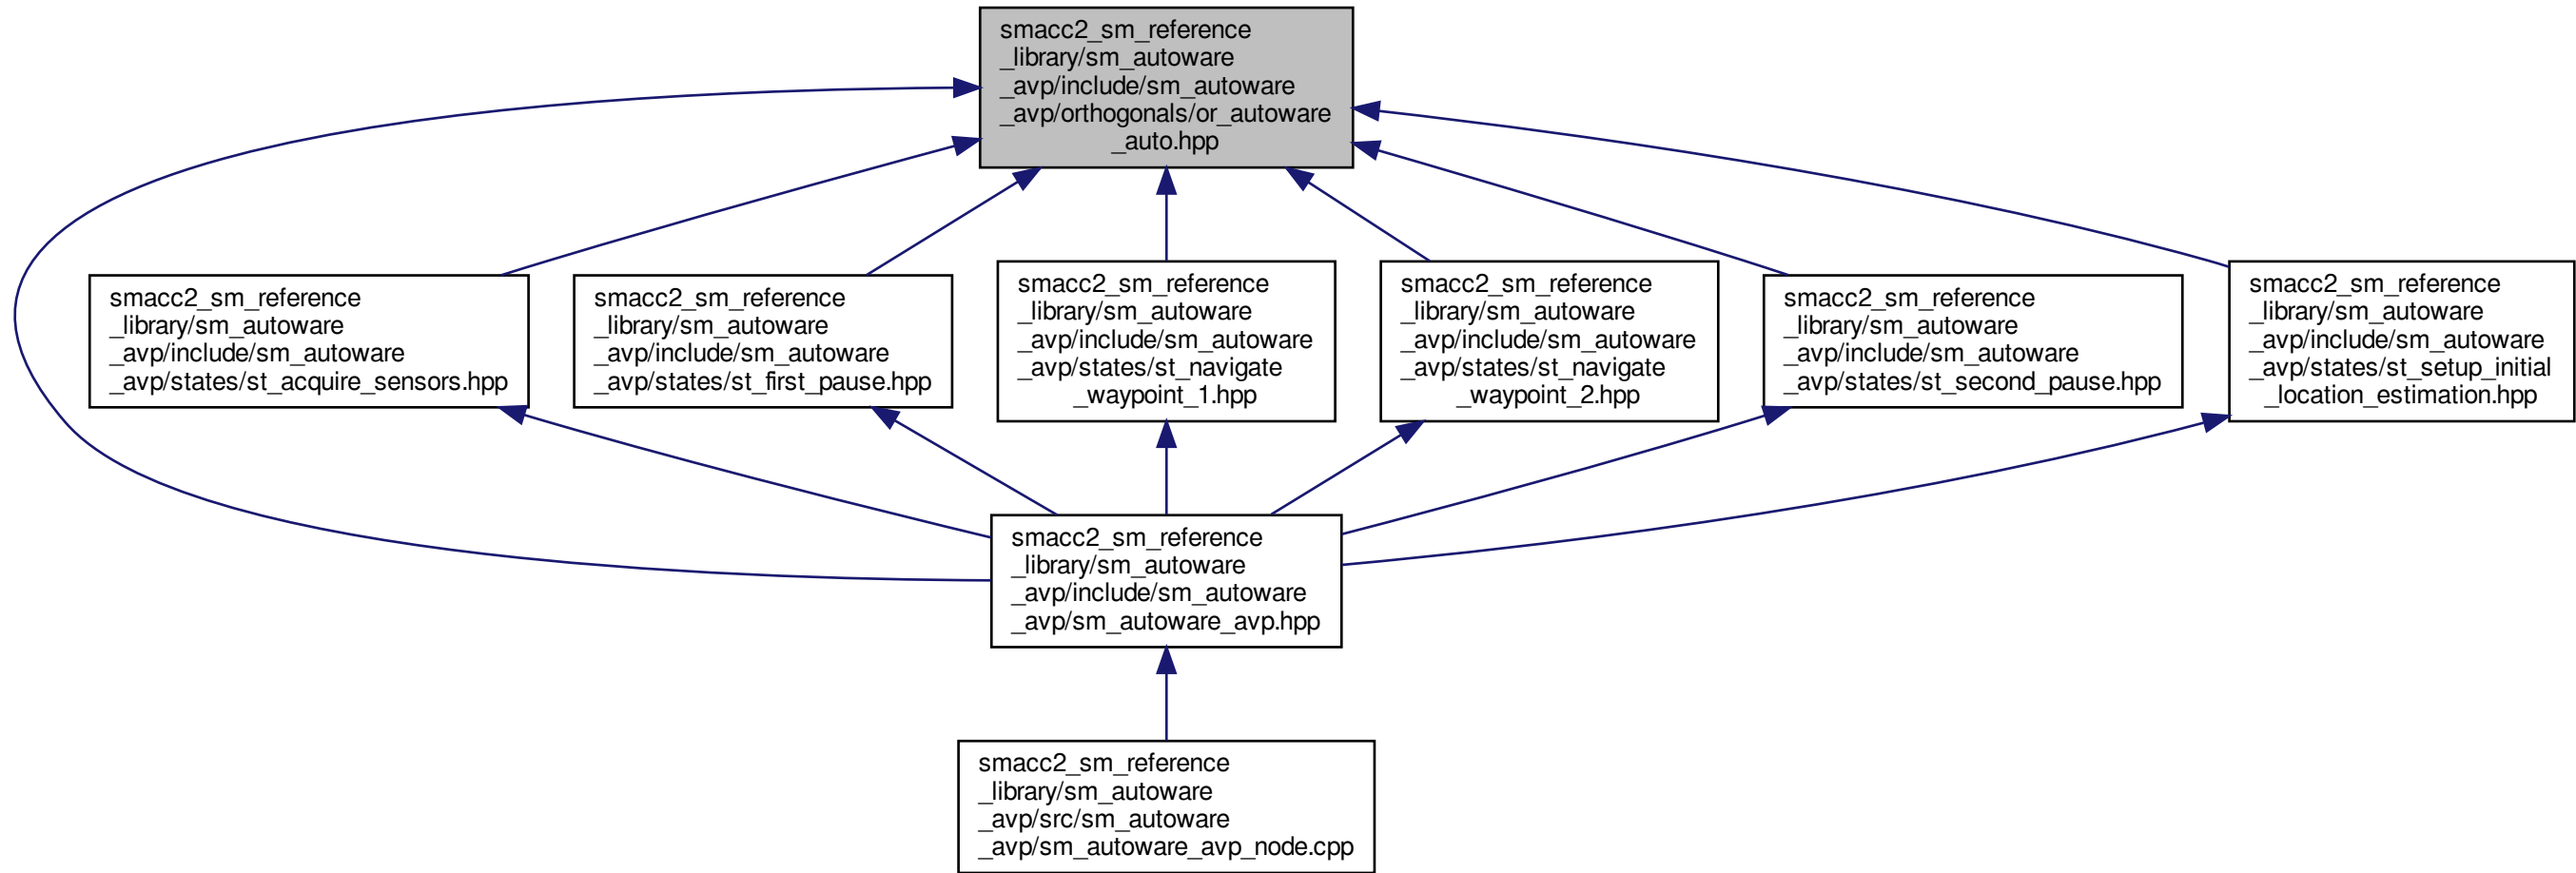 smacc2_sm_reference
_library/sm_autoware
_avp/include/sm_autoware
_avp/orthogonals/or_autoware
_auto.hpp
smacc2_sm_reference
_library/sm_autoware
_avp/include/sm_autoware
_avp/states/st_acquire_sensors.hpp
smacc2_sm_reference
_library/sm_autoware
_avp/include/sm_autoware
_avp/states/st_first_pause.hpp
smacc2_sm_reference
_library/sm_autoware
_avp/include/sm_autoware
_avp/states/st_navigate
_waypoint_1.hpp
smacc2_sm_reference
_library/sm_autoware
_avp/include/sm_autoware
_avp/states/st_navigate
_waypoint_2.hpp
smacc2_sm_reference
_library/sm_autoware
_avp/include/sm_autoware
_avp/states/st_second_pause.hpp
smacc2_sm_reference
_library/sm_autoware
_avp/include/sm_autoware
_avp/states/st_setup_initial
_location_estimation.hpp
smacc2_sm_reference
_library/sm_autoware
_avp/include/sm_autoware
_avp/sm_autoware_avp.hpp
smacc2_sm_reference
_library/sm_autoware
_avp/src/sm_autoware
_avp/sm_autoware_avp_node.cpp